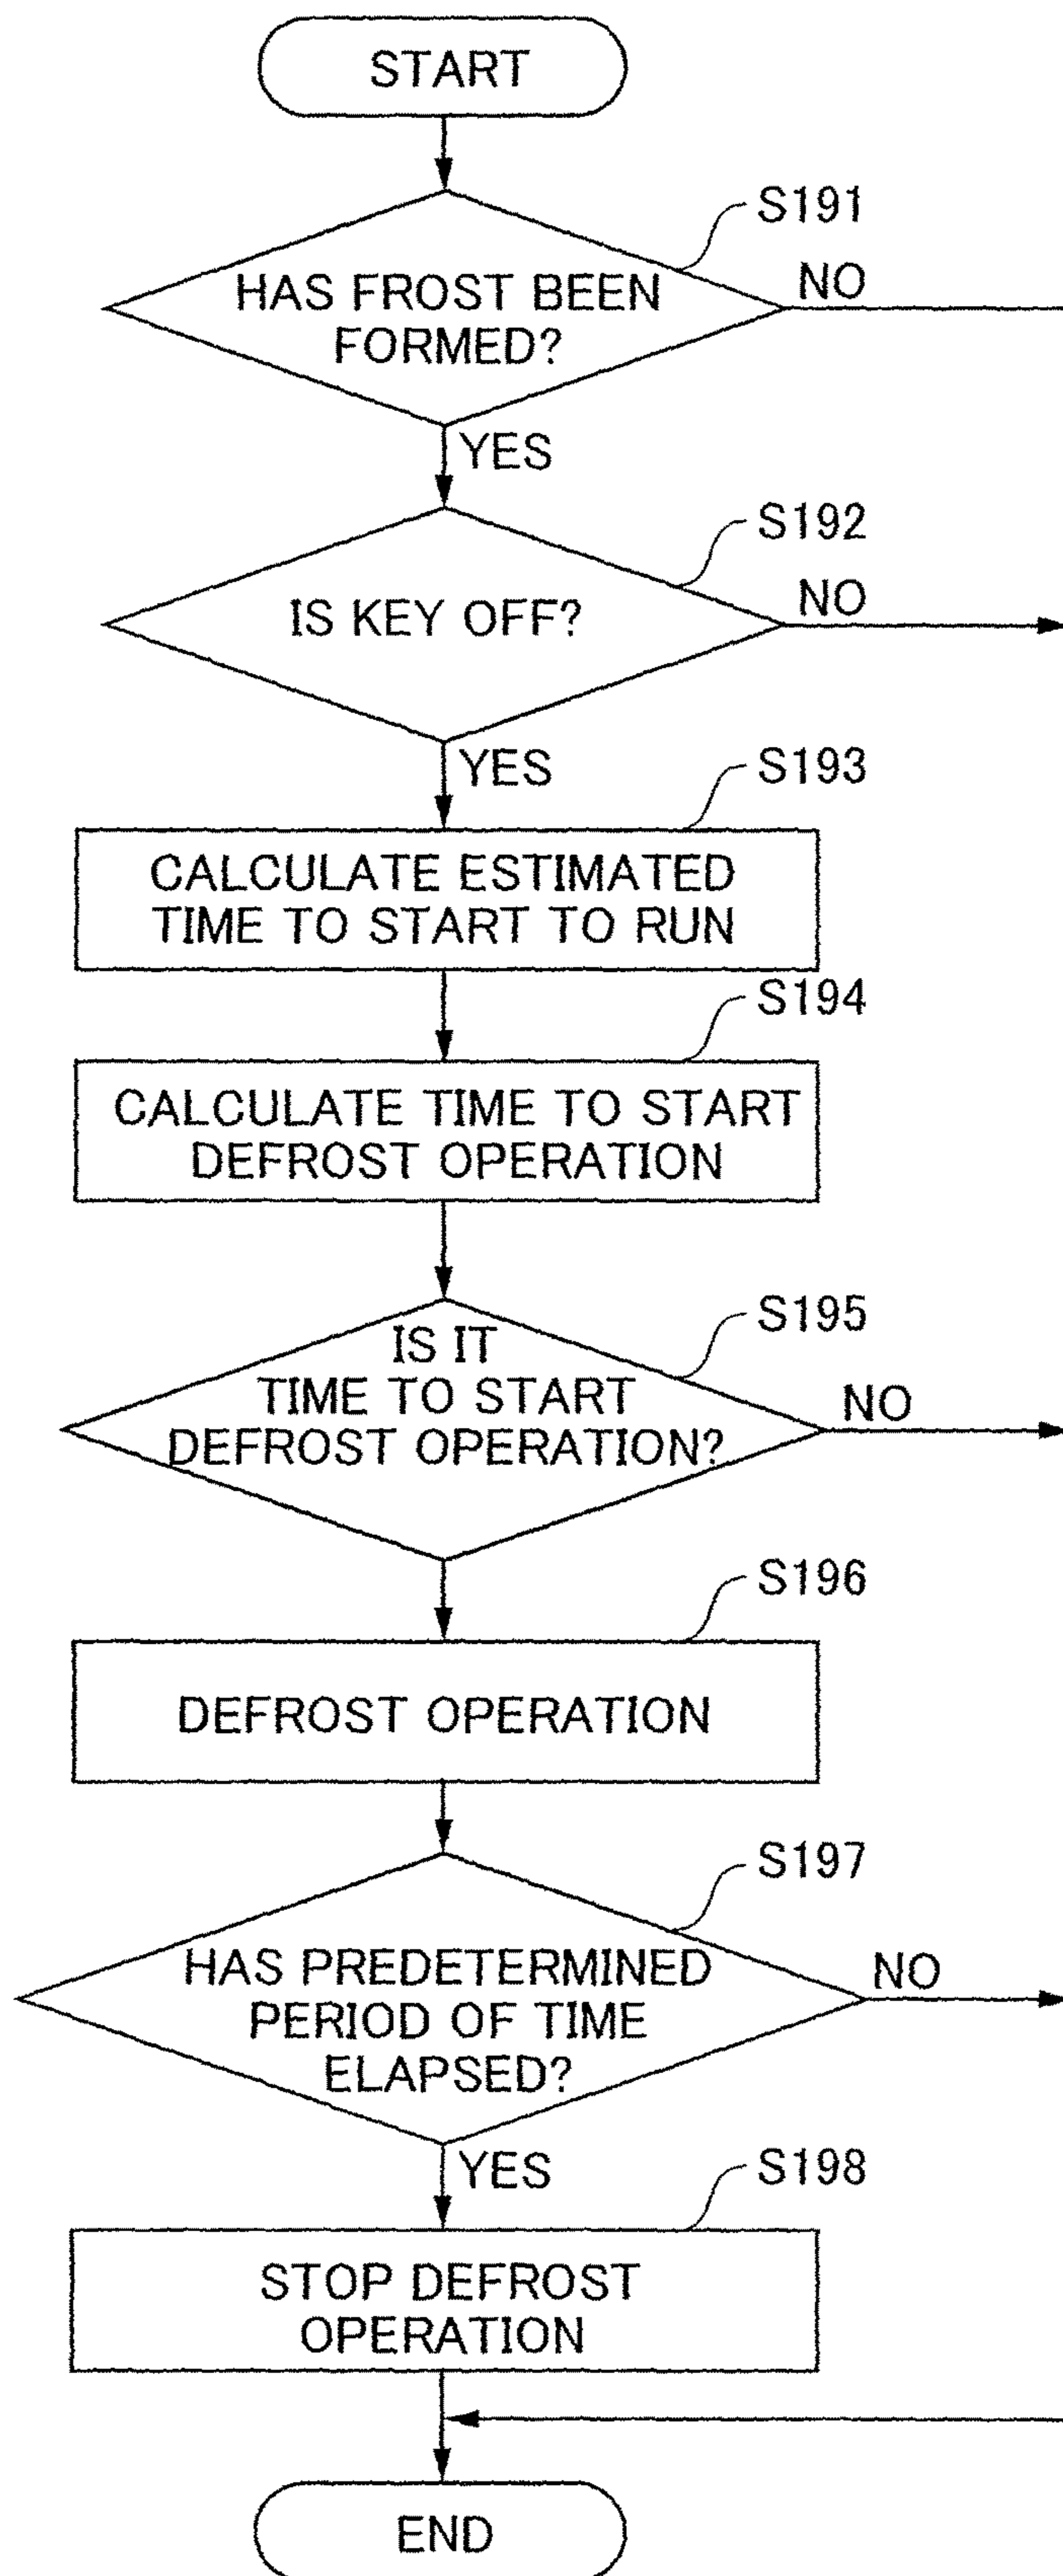 START
S191
HAS FROST BEEN
FORMED?
NO
YES
S192
IS KEY OFF?
NO
YES
S193
CALCULATE ESTIMATED
TIME TO START TO RUN
S194
CALCULATE TIME TO START
DEFROST OPERATION
S195
IS IT
TIME TO START
DEFROST OPERATION?
NO
S196
DEFROST OPERATION
S197
HAS PREDETERMINED
PERIOD OF TIME
ELAPSED?
NO
YES
S198
STOP DEFROST
OPERATION
END